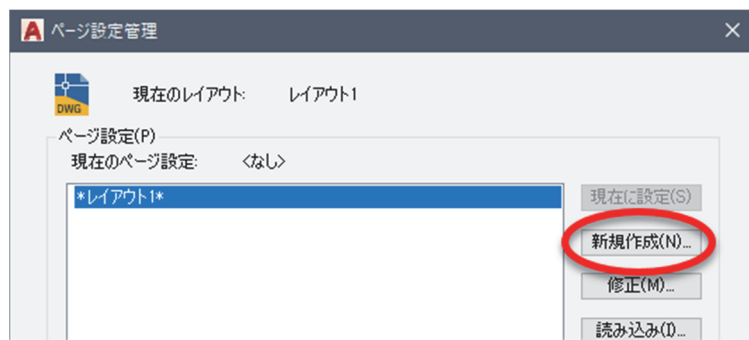 ページ設定管理
DWG
現在のレイアウト: レイアウト1
ページ設定(P)
現在のページ設定: <なし>
*レイアウト1*
現在に設定(S)
新規作成(N)...
修正(M)...
読み込み(I)...